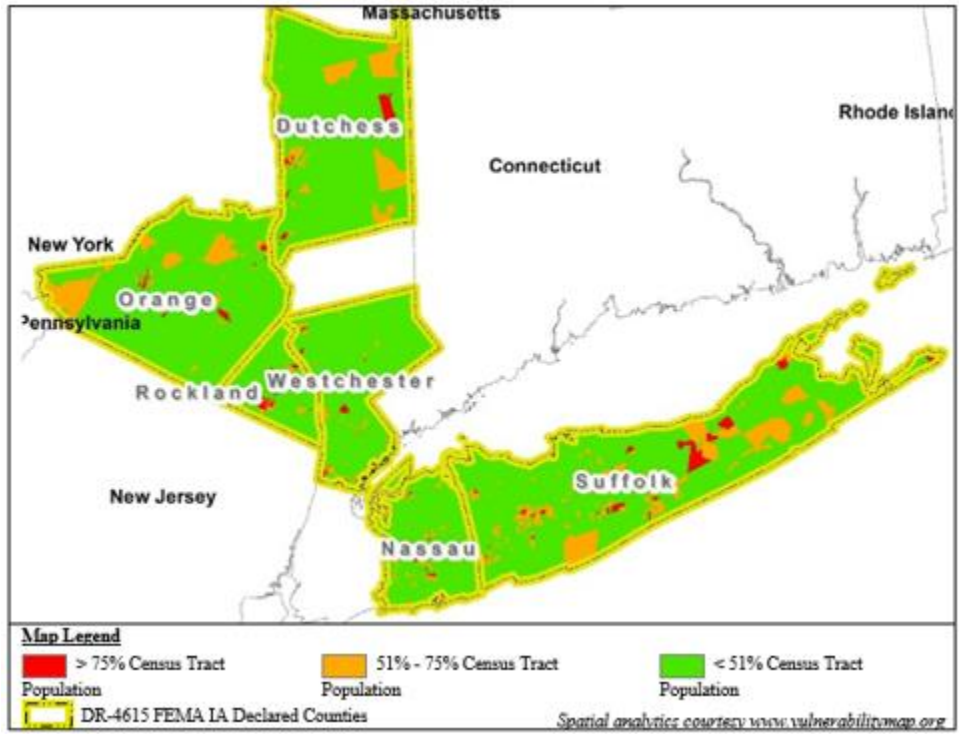 Massachusetts
Rhode Islan
Dutchess
Connecticut
New York
Orange
Pennsylvania
Rockland
Westchester
New Jersey
Suffolk
Nassau
Map Legend
> 75% Census Tract Population
51% - 75% Census Tract Population
< 51% Census Tract Population
DR-4615 FEMA IA Declared Counties
Spatial analytics courtesy www.vulnerabilitymap.org